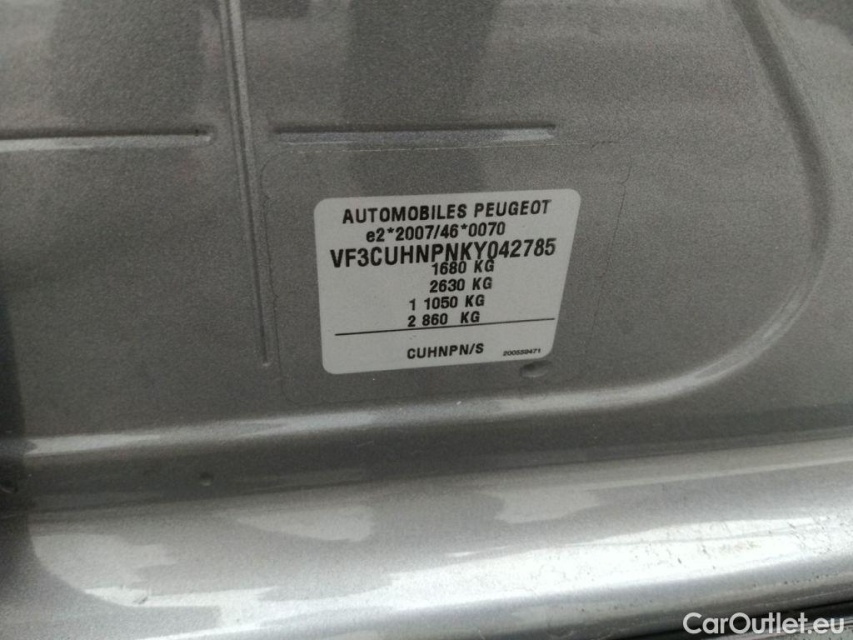 AUTOMOBILES PEUGEOT
e2*2007/46*0070
VF3CUHNPNKY042785
1680 KG
2630 KG
1 1050 KG
2 860 KG
CUHNPN/S
CarOutlet.eu